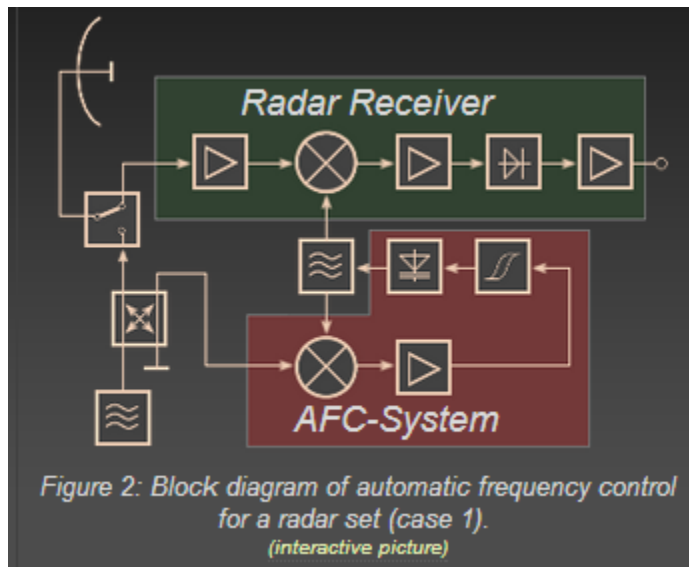 Radar Receiver
AFC-System
Figure 2: Block diagram of automatic frequency control
for a radar set (case 1).
(interactive picture)